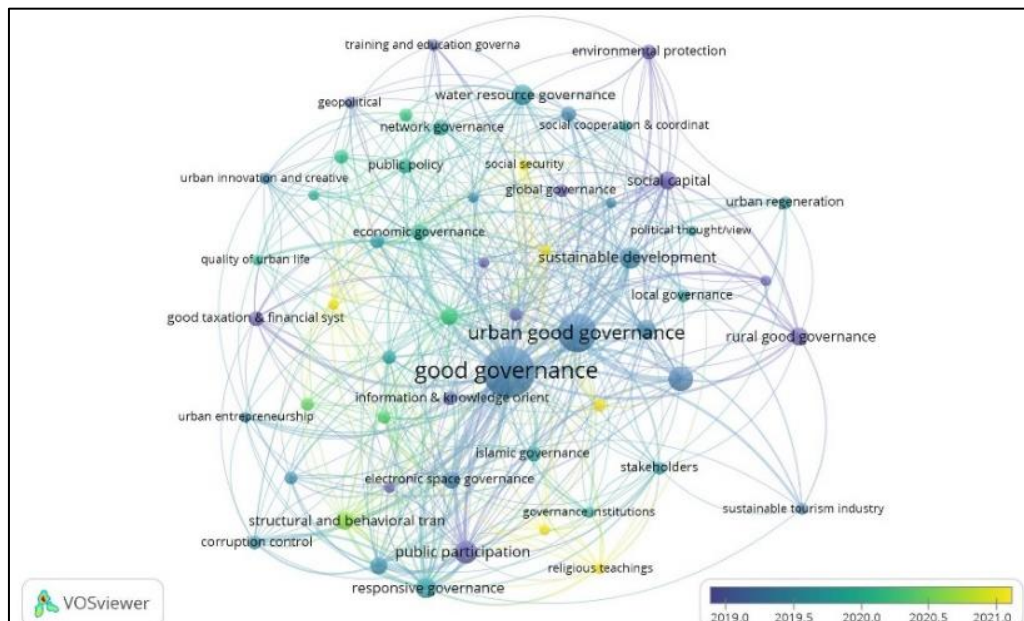 training and education governa
environmental protection
water resource governance
geopolitical
network governance
social cooperation & coordinat
public policy
social security
urban innovation and creative
global governance
social capital
urban regeneration
economic governance
political thought/view
quality of urban life
sustainable development
local governance
good taxation & financial syst
urban good governance
rural good governance
good governance
information & knowledge orient
urban entrepreneurship
islamic governance
stakeholders
electronic space governance
sustainable tourism industry
governance institutions
structural and behavioral tran
corruption control
public participation
religious teachings
responsive governance
VOSviewer
2019.0 2019.5 2020.0 2020.5 2021.0